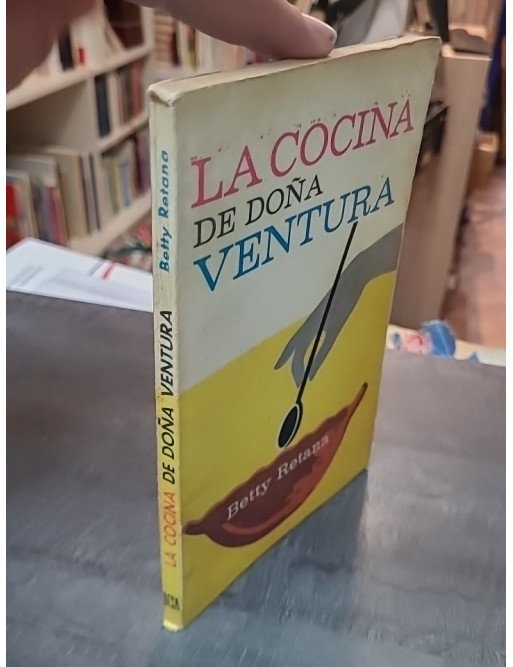 LA COCINA
DE DOÑA
VENTURA
Betty Retana
LA COCINA DE DOÑA VENTURA Betty Retana